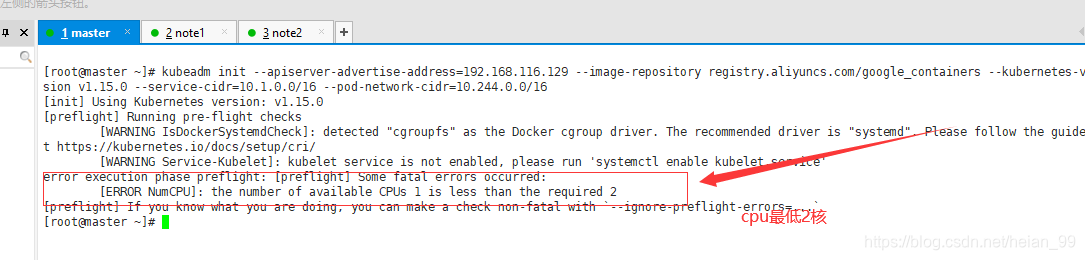 左侧的箭头按钮。
1 master × 2 note1 × 3 note2 × +
[root@master ~]# kubeadm init --apiserver-advertise-address=192.168.116.129 --image-repository registry.aliyuncs.com/google_containers --kubernetes-v
sion v1.15.0 --service-cidr=10.1.0.0/16 --pod-network-cidr=10.244.0.0/16
[init] Using Kubernetes version: v1.15.0
[preflight] Running pre-flight checks
[WARNING IsDockerSystemdCheck]: detected "cgroupfs" as the Docker cgroup driver. The recommended driver is "systemd". Please follow the guide
t https://kubernetes.io/docs/setup/cri/
[WARNING Service-Kubelet]: kubelet service is not enabled, please run 'systemctl enable kubelet.service'
error execution phase preflight: [preflight] Some fatal errors occurred:
[ERROR NumCPU]: the number of available CPUs 1 is less than the required 2
[preflight] If you know what you are doing, you can make a check non-fatal with `--ignore-preflight-errors=...`
[root@master ~]#
cpu最低2核
https://blog.csdn.net/heian_99